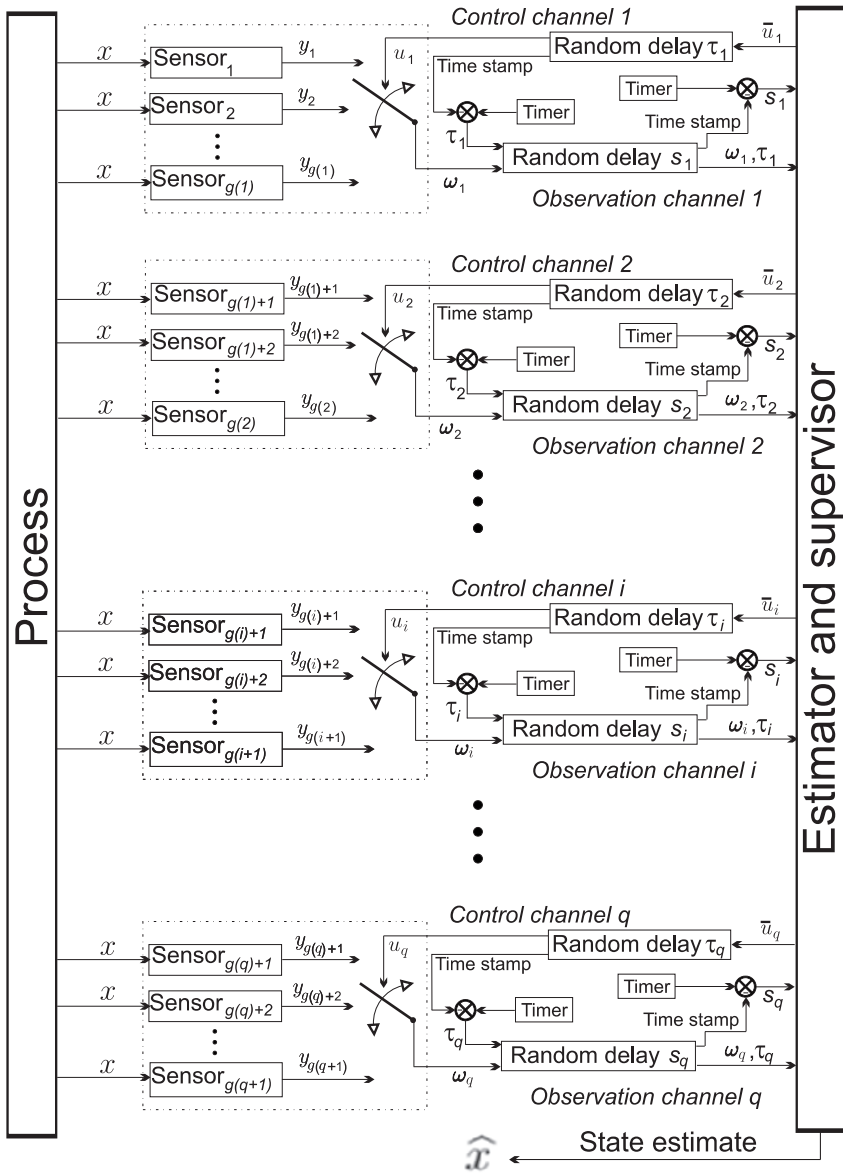 Process
Estimator and supervisor
Control channel 1
x
Sensor1
y1
u1
Random delay τ1
ū1
Time stamp
x
Sensor2
y2
Timer
Timer
s1
τ1
Time stamp
x
Sensorg(1)
yg(1)
ω1
Random delay s1
ω1,τ1
Observation channel 1
Control channel 2
x
Sensorg(1)+1
yg(1)+1
u2
Random delay τ2
ū2
Time stamp
x
Sensorg(1)+2
yg(1)+2
Timer
Timer
s2
τ2
Time stamp
x
Sensorg(2)
yg(2)
ω2
Random delay s2
ω2,τ2
Observation channel 2
Control channel i
x
Sensorg(i)+1
yg(i)+1
ui
Random delay τi
ūi
Time stamp
x
Sensorg(i)+2
yg(i)+2
Timer
Timer
si
τi
Time stamp
x
Sensorg(i+1)
yg(i+1)
ωi
Random delay si
ωi,τi
Observation channel i
Control channel q
x
Sensorg(q)+1
yg(q)+1
uq
Random delay τq
ūq
Time stamp
x
Sensorg(q)+2
yg(q)+2
Timer
Timer
sq
τq
Time stamp
x
Sensorg(q+1)
yg(q+1)
ωq
Random delay sq
ωq,τq
Observation channel q
State estimate
x̂